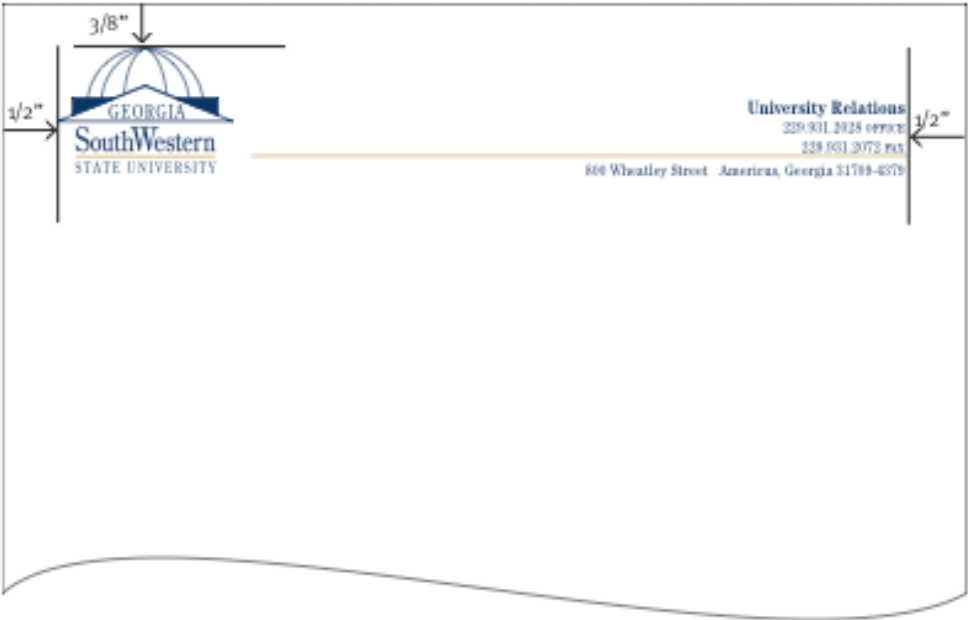 3/8"
1/2"
GEORGIA
SouthWestern
STATE UNIVERSITY
University Relations
229.931.2028 OFFICE
229.931.2072 FAX
800 Wheatley Street Americus, Georgia 31709-4379
1/2"